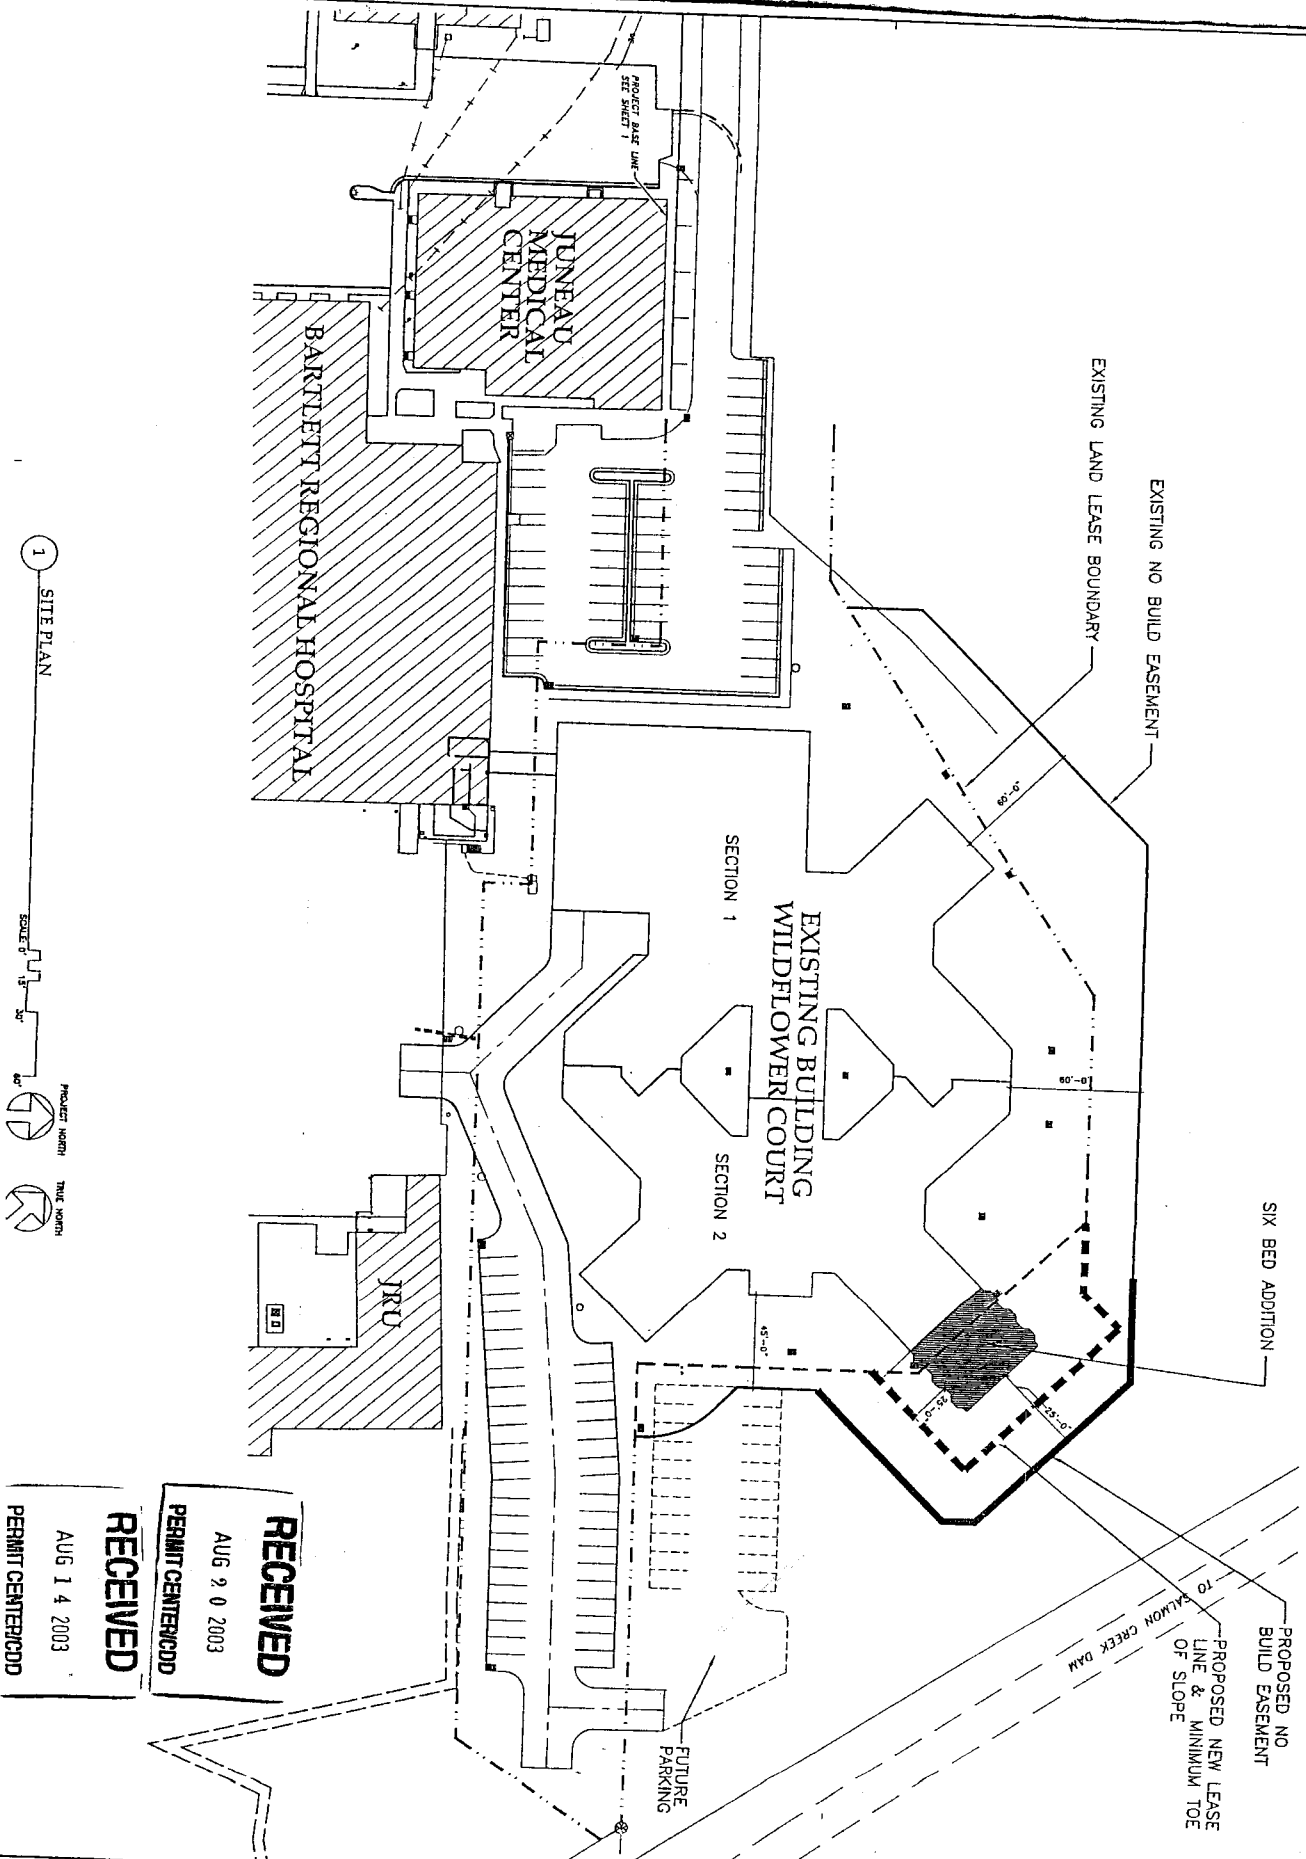 PROJECT BASE LINE
SEE SHEET 1
JUNEAU
MEDICAL
CENTER
BARTLETT REGIONAL HOSPITAL
EXISTING LAND LEASE BOUNDARY
EXISTING NO BUILD EASEMENT
60'-0"
SECTION 1
EXISTING BUILDING
WILDFLOWER COURT
60'-0"
SECTION 2
SIX BED ADDITION
45'-0"
25'-0"
25'-0"
JRU
TO SALMON CREEK DAM
PROPOSED NO
BUILD EASEMENT
PROPOSED NEW LEASE
LINE & MINIMUM TOE
OF SLOPE
FUTURE
PARKING
1
SITE PLAN
SCALE: 0' 15' 30' 60'
PROJECT NORTH
TRUE NORTH
RECEIVED
AUG 20 2003
PERMIT CENTER/CDD
RECEIVED
AUG 14 2003
PERMIT CENTER/CDD